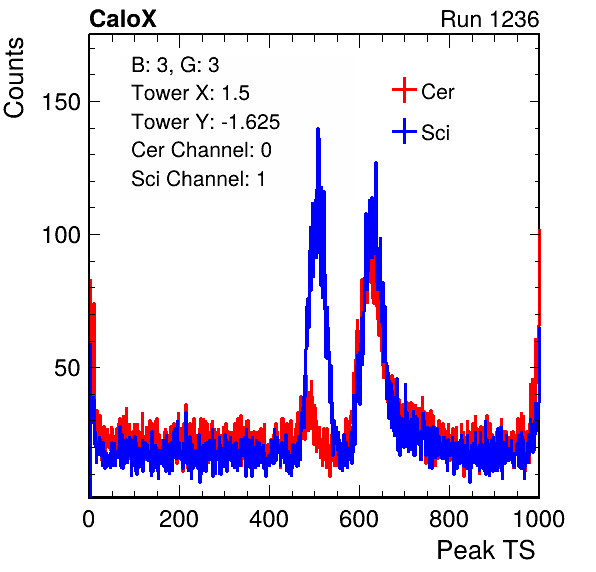 CaloX Run 1236
Counts
B: 3, G: 3
Tower X: 1.5
Tower Y: -1.625
Cer Channel: 0
Sci Channel: 1
Cer
Sci
150
100
50
0 200 400 600 800 1000
Peak TS